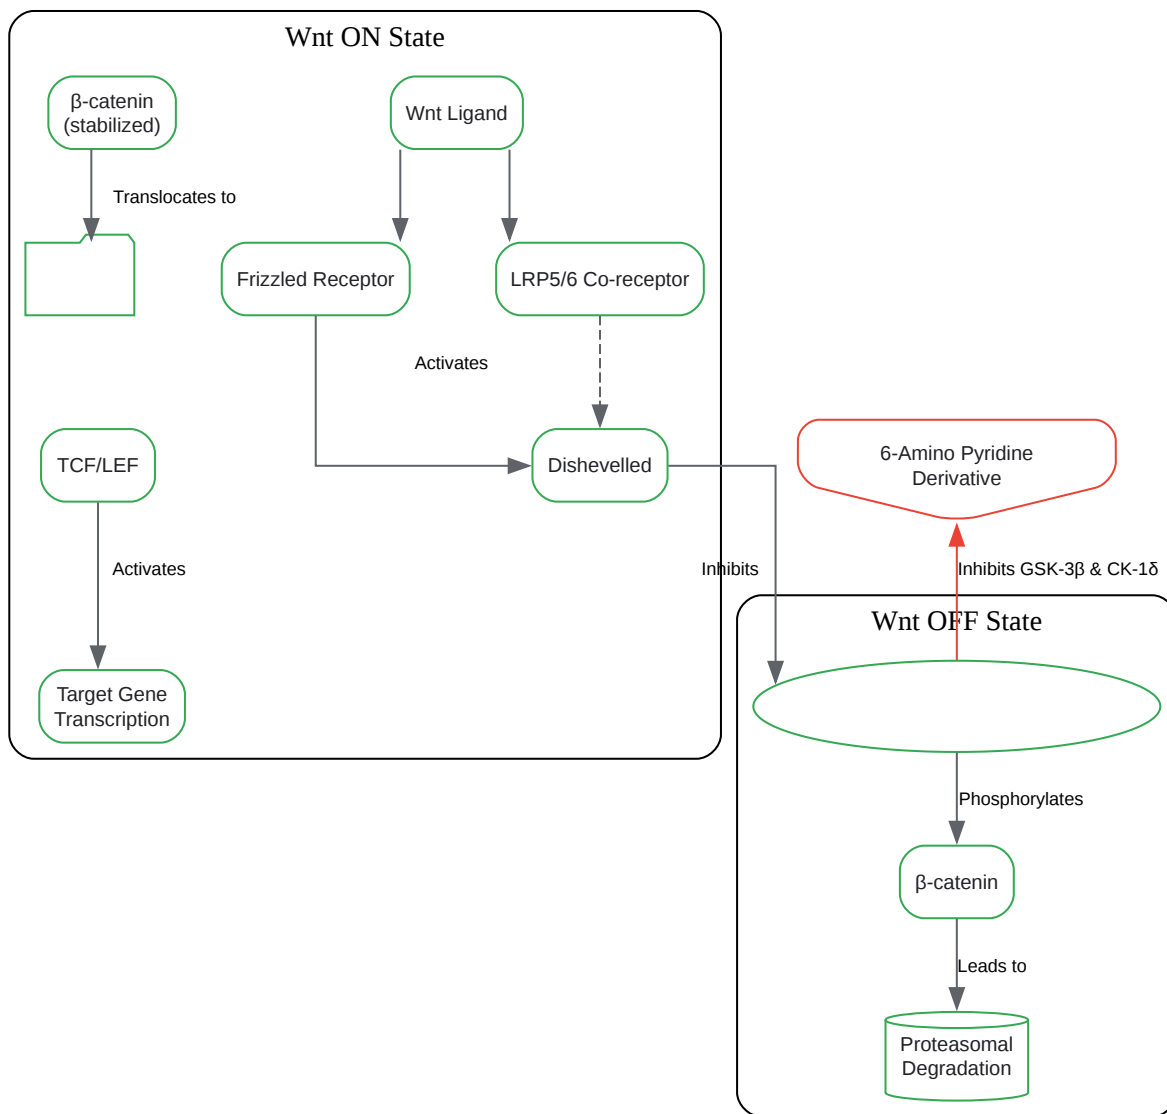 Wnt ON State
β-catenin
(stabilized)
Wnt Ligand
Translocates to
Frizzled Receptor
LRP5/6 Co-receptor
Activates
TCF/LEF
Dishevelled
6-Amino Pyridine
Derivative
Activates
Inhibits
Inhibits GSK-3β & CK-1δ
Wnt OFF State
Target Gene
Transcription
Phosphorylates
β-catenin
Leads to
Proteasomal
Degradation